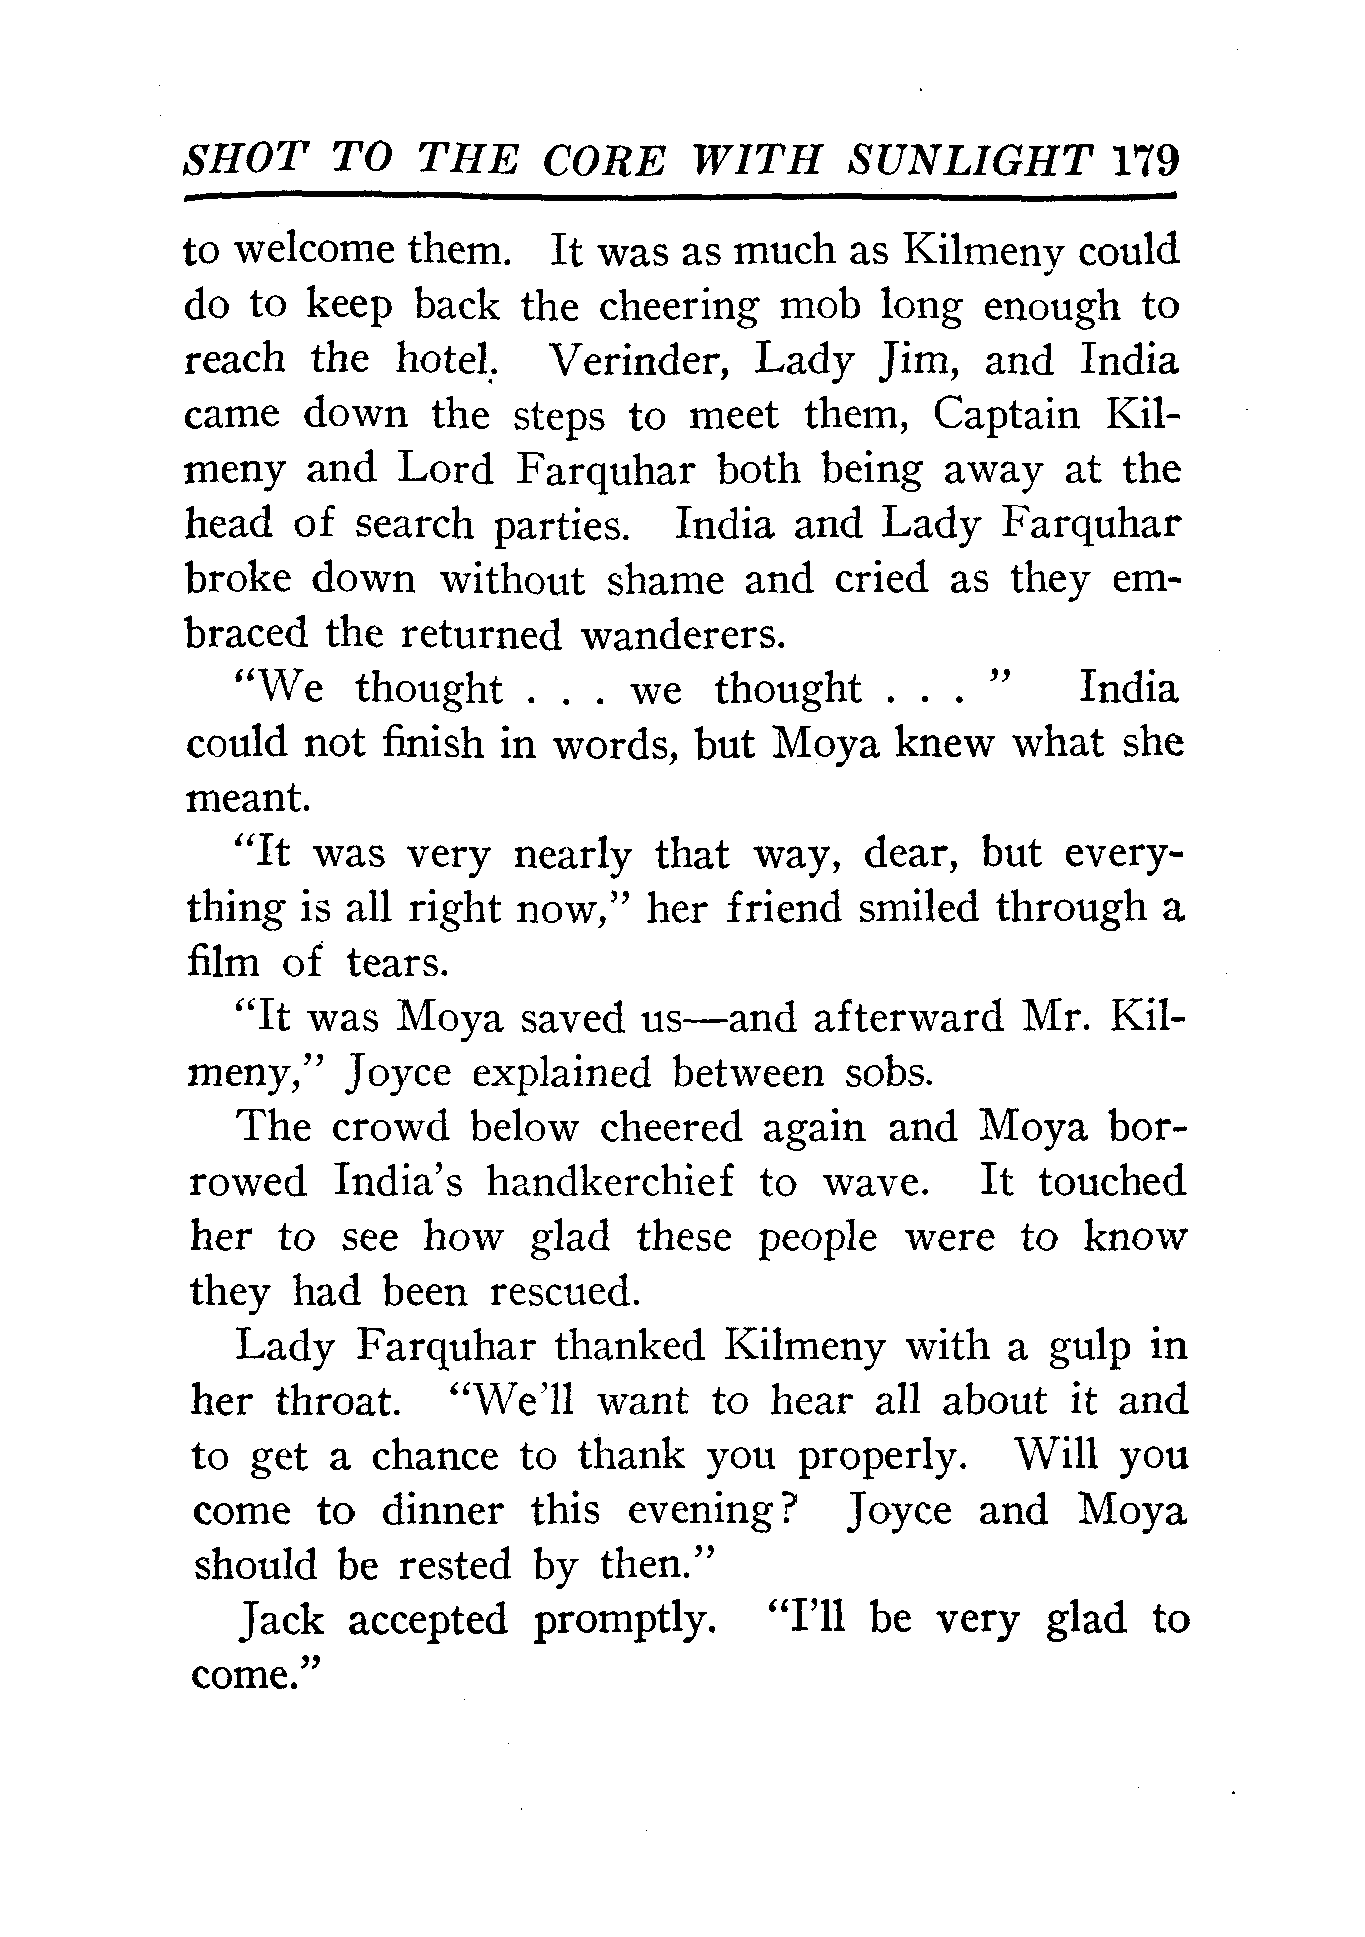 SHOT TO THE CORE WITH SUNLIGHT 179
to welcome them. It was as much as Kilmeny could
do to keep back the cheering mob long enough to
reach the hotel. Verinder, Lady Jim, and India
came down the steps to meet them, Captain Kil-
meny and Lord Farquhar both being away at the
head of search parties. India and Lady Farquhar
broke down without shame and cried as they em-
braced the returned wanderers.
“We thought . . . we thought . . . ” India
could not finish in words, but Moya knew what she
meant.
“It was very nearly that way, dear, but every-
thing is all right now,” her friend smiled through a
film of tears.
“It was Moya saved us—and afterward Mr. Kil-
meny,” Joyce explained between sobs.
The crowd below cheered again and Moya bor-
rowed India’s handkerchief to wave. It touched
her to see how glad these people were to know
they had been rescued.
Lady Farquhar thanked Kilmeny with a gulp in
her throat. “We’ll want to hear all about it and
to get a chance to thank you properly. Will you
come to dinner this evening? Joyce and Moya
should be rested by then.”
Jack accepted promptly. “I’ll be very glad to
come.”